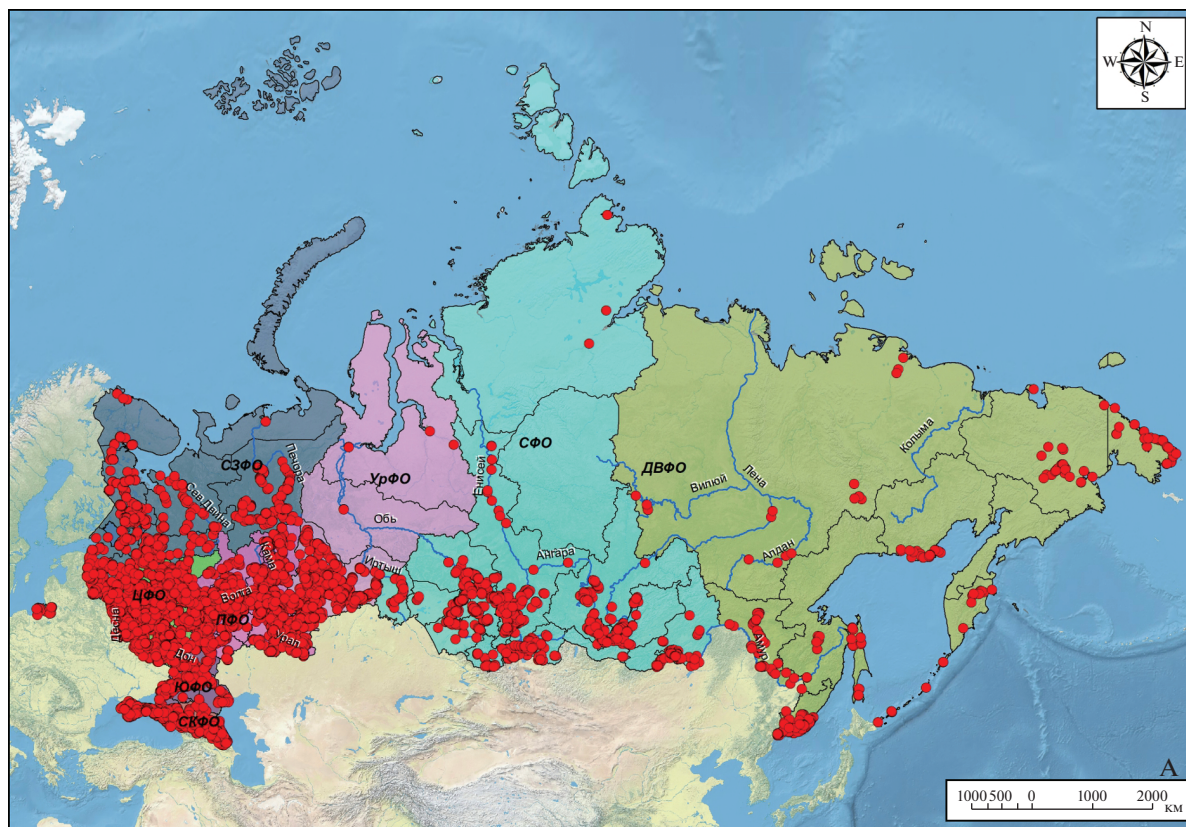 N
W E
S
СФО
СЗФО
Печора
УрФО
Енисей
ДВФО
Колыма
Вилюй
Лена
Сев.Двина
Обь
Кама
Ангара
Алдан
Иртыш
ЦФО
Волга
Десна
ПФО
Урал
Амур
Дон
ЮФО
СКФО
А
1000 500 0 1000 2000
КМ